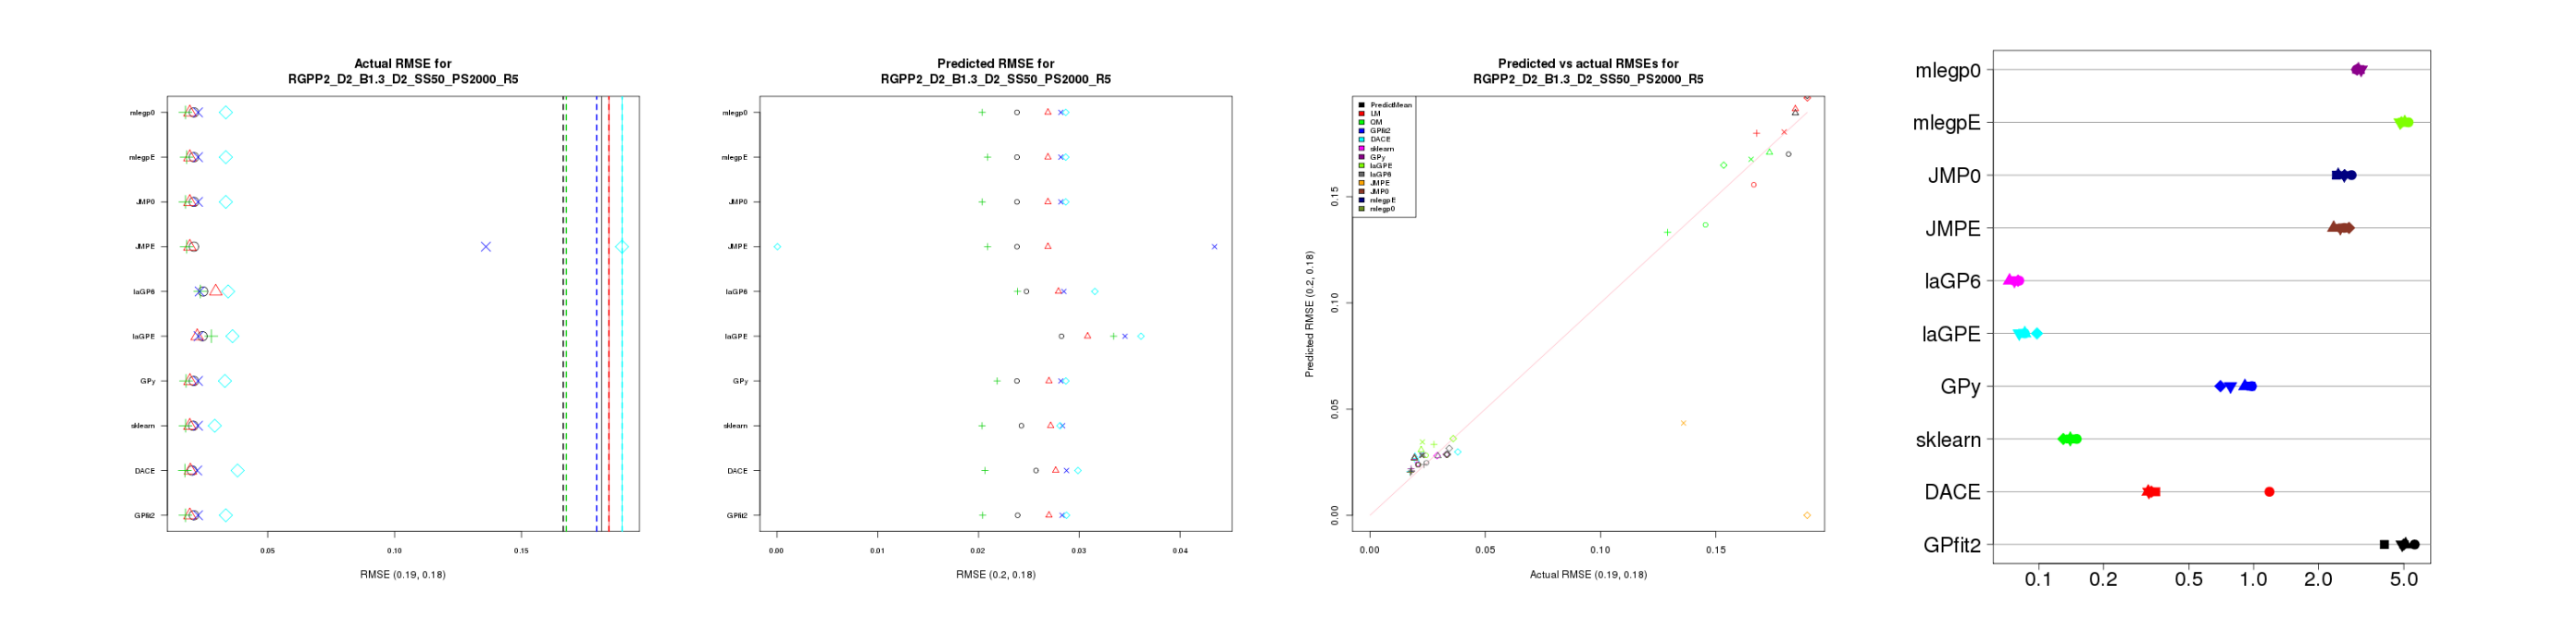 Actual RMSE for
RGPP2_D2_B1.3_D2_SS50_PS2000_R5
mlegp0
mlegpE
JMP0
JMPE
laGP6
laGPE
GPy
sklearn
DACE
GPfit2
0.05 0.10 0.15
RMSE (0.19, 0.18)
Predicted RMSE for
RGPP2_D2_B1.3_D2_SS50_PS2000_R5
mlegp0
mlegpE
JMP0
JMPE
laGP6
laGPE
GPy
sklearn
DACE
GPfit2
0.00 0.01 0.02 0.03 0.04
RMSE (0.2, 0.18)
Predicted vs actual RMSEs for
RGPP2_D2_B1.3_D2_SS50_PS2000_R5
PredictMean
LM
QM
GPfit2
DACE
sklearn
GPy
laGPE
laGP6
JMPE
JMP0
mlegpE
mlegp0
Predicted RMSE (0.2, 0.18)
0.15
0.10
0.05
0.00
0.00 0.05 0.10 0.15
Actual RMSE (0.19, 0.18)
mlegp0
mlegpE
JMP0
JMPE
laGP6
laGPE
GPy
sklearn
DACE
GPfit2
0.1 0.2 0.5 1.0 2.0 5.0